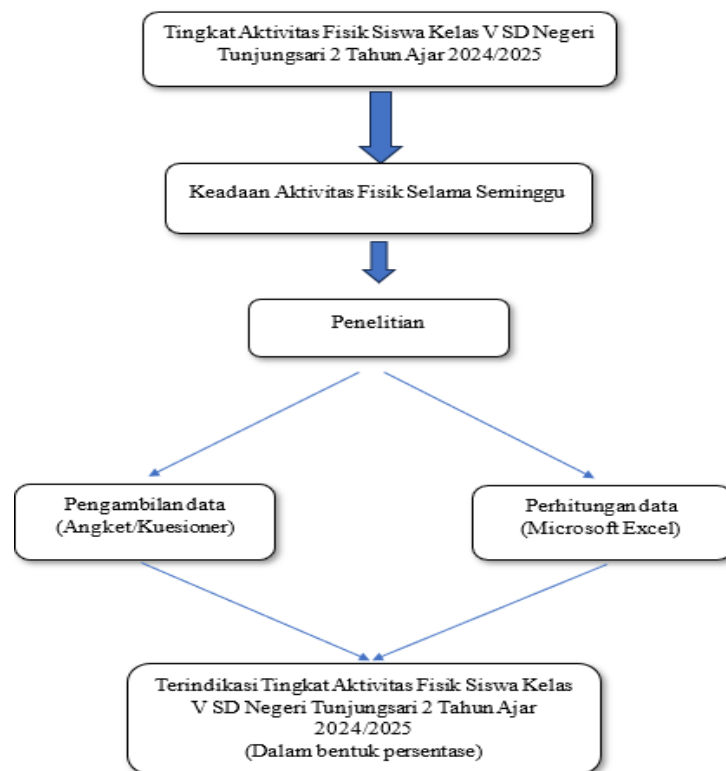 Tingkat Aktivitas Fisik Siswa Kelas V SD Negeri
Tunjungsari 2 Tahun Ajar 2024/2025
Keadaan Aktivitas Fisik Selama Seminggu
Penelitian
Pengambilan data
(Angket/Kuesioner)
Perhitungan data
(Microsoft Excel)
Terindikasi Tingkat Aktivitas Fisik Siswa Kelas
V SD Negeri Tunjungsari 2 Tahun Ajar
2024/2025
(Dalam bentuk persentase)